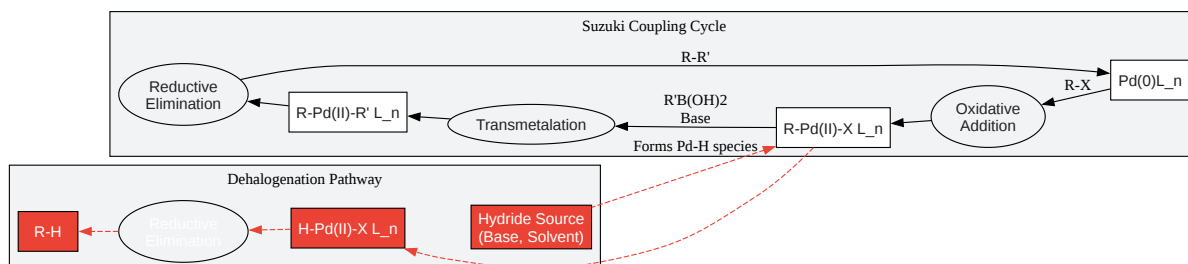 Suzuki Coupling Cycle
R-R'
Reductive
Elimination
R-Pd(II)-R' L_n
Transmetalation
R'B(OH)2
Base
R-Pd(II)-X L_n
Oxidative
Addition
R-X
Pd(0)L_n
Forms Pd-H species
Dehalogenation Pathway
R-H
Reductive
Elimination
H-Pd(II)-X L_n
Hydride Source
(Base, Solvent)